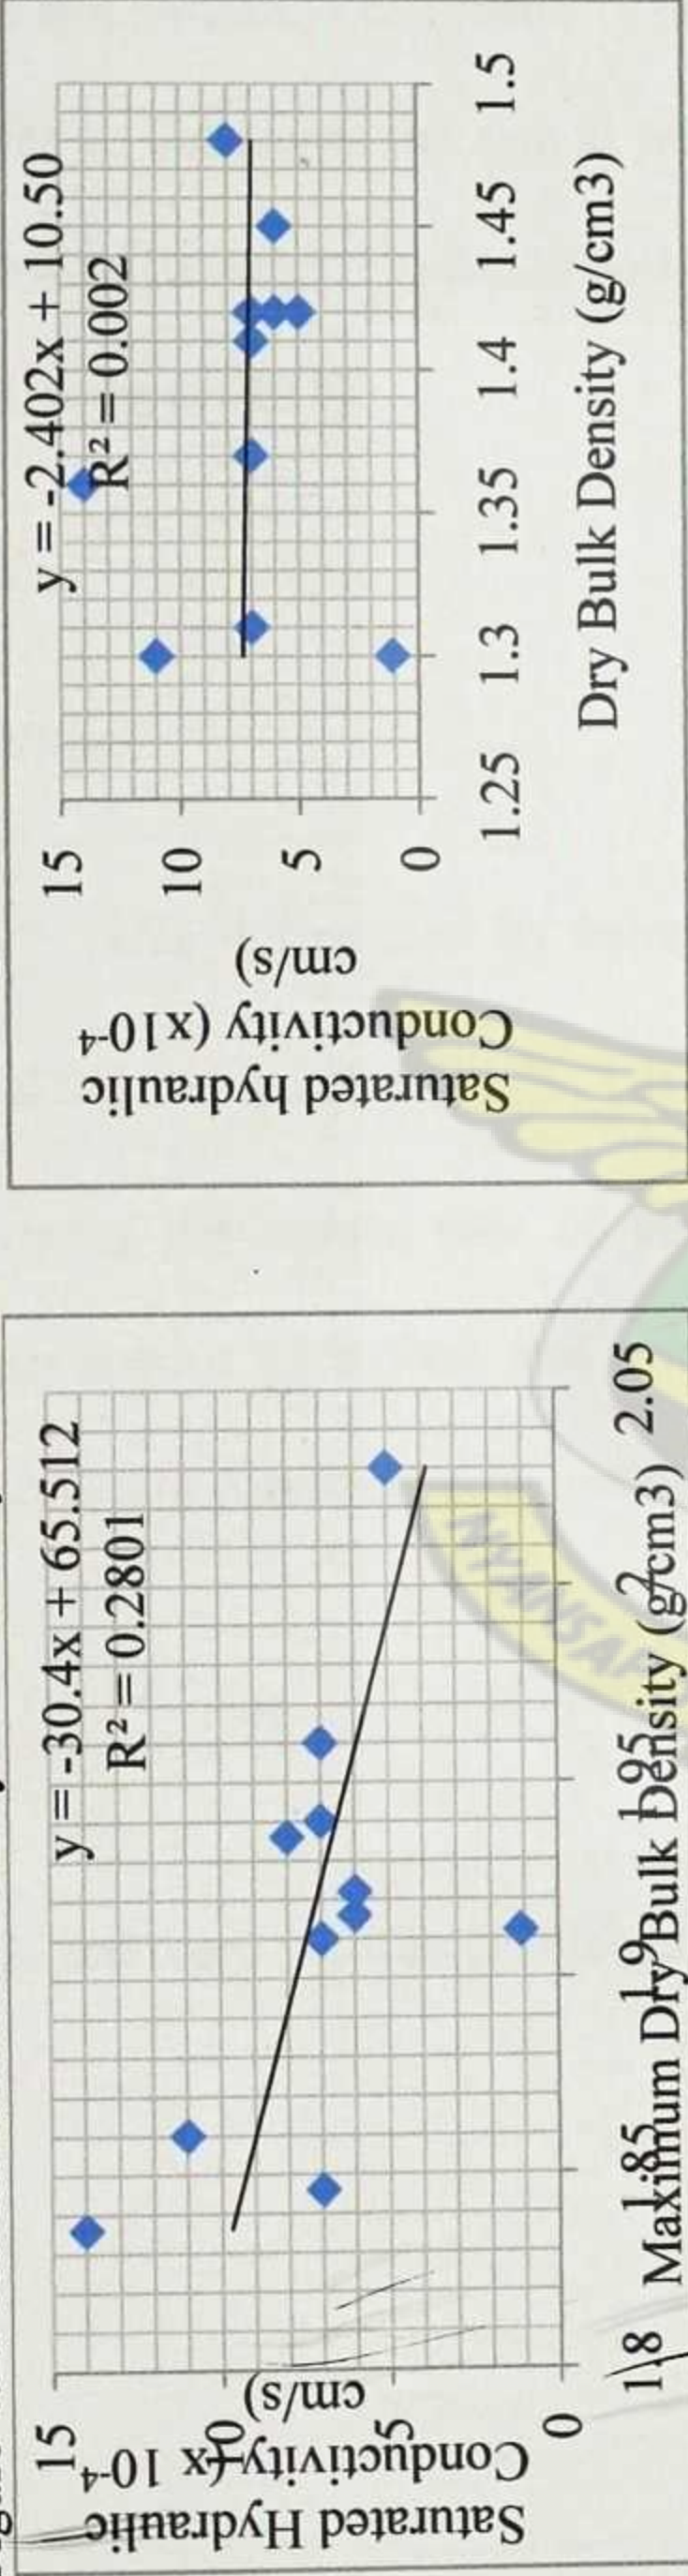 y = -30.4x + 65.512
R² = 0.2801
15
10
5
0
Saturated Hydraulic
Conductivity (x 10-4
cm/s)
1.8
1.85
1.9
1.95
2
2.05
Maximum Dry Bulk Density (g/cm3)
NYANSAP
y = -2.402x + 10.50
R² = 0.002
15
10
5
0
Saturated hydraulic
Conductivity (x10-4
cm/s)
1.25
1.3
1.35
1.4
1.45
1.5
Dry Bulk Density (g/cm3)